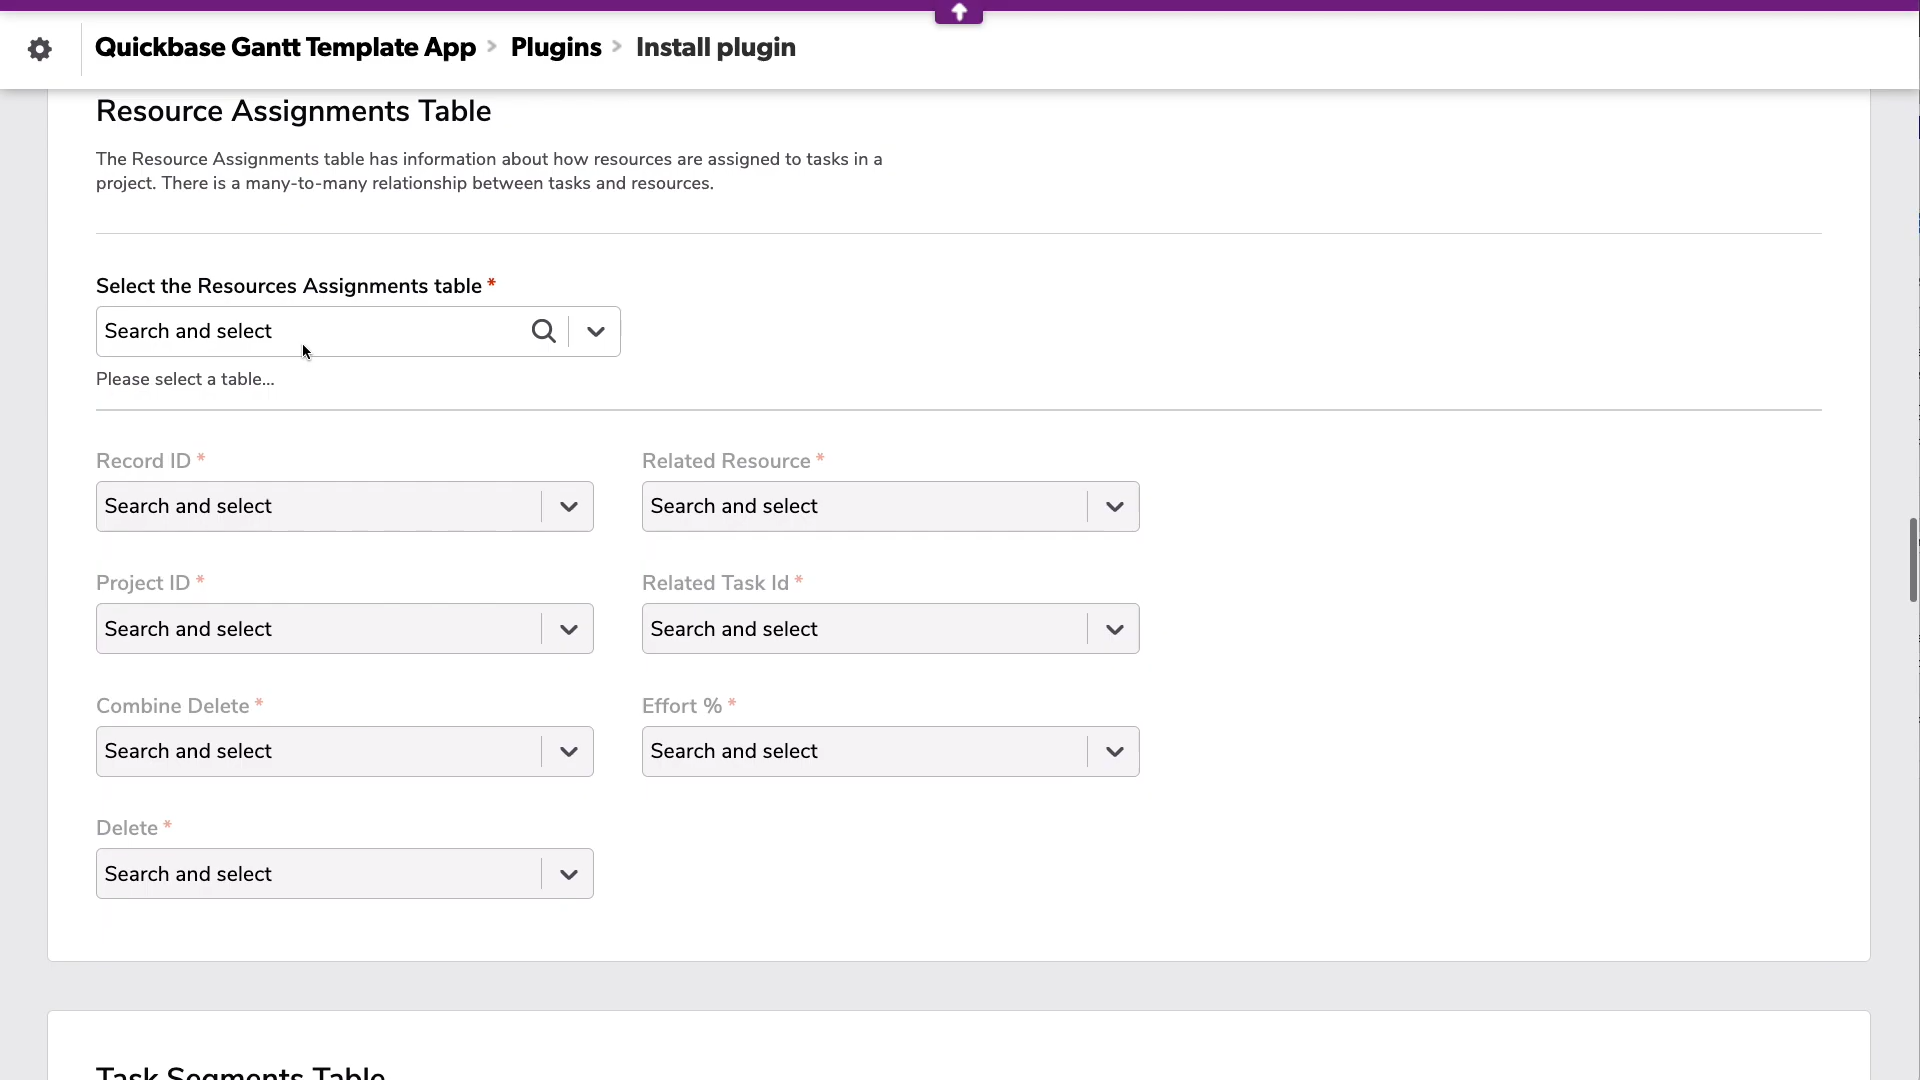 Quickbase Gantt Template App > Plugins > Install plugin
Resource Assignments Table
The Resource Assignments table has information about how resources are assigned to tasks in a
project. There is a many-to-many relationship between tasks and resources.
Select the Resources Assignments table *
Search and select
Please select a table...
Record ID *
Related Resource *
Search and select
Search and select
Project ID *
Related Task Id *
Search and select
Search and select
Combine Delete *
Effort % *
Search and select
Search and select
Delete *
Search and select
Task Segments Table